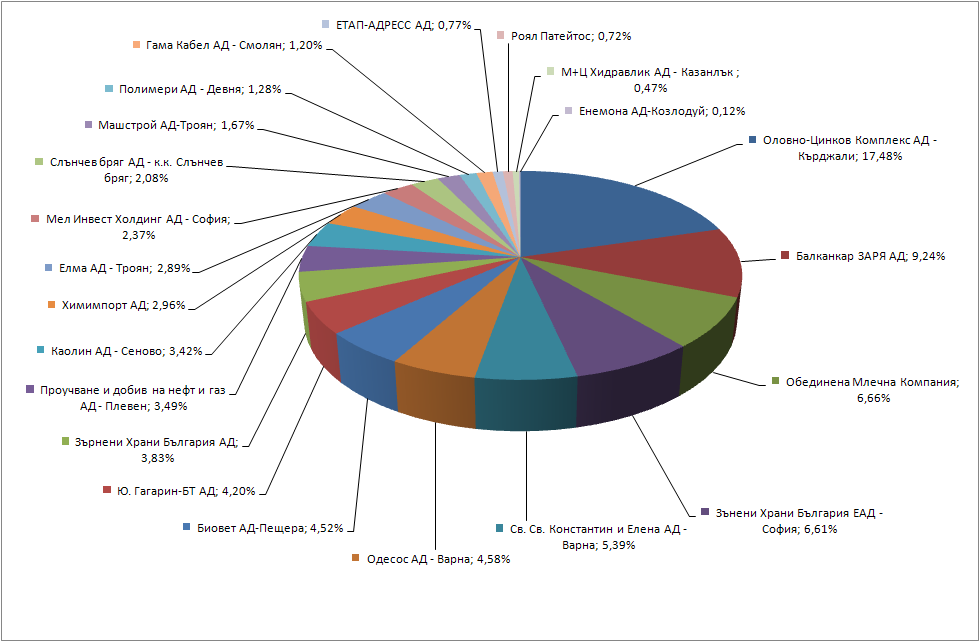 ЕТАП-АДРЕСС АД; 0,77%
Роял Патейтос; 0,72%
Гама Кабел АД - Смолян; 1,20%
М+Ц Хидравлик АД - Казанлък ;
0,47%
Полимери АД - Девня; 1,28%
Енемона АД-Козлодуй; 0,12%
Машстрой АД-Троян; 1,67%
Оловно-Цинков Комплекс АД -
Кърджали; 17,48%
Слънчев бряг АД - к.к. Слънчев
бряг; 2,08%
Мел Инвест Холдинг АД - София;
2,37%
Балканкар ЗАРЯ АД; 9,24%
Елма АД - Троян; 2,89%
Химимпорт АД; 2,96%
Каолин АД - Сеново; 3,42%
Обединена Млечна Компания;
6,66%
Проучване и добив на нефт и газ
АД - Плевен; 3,49%
Зърнени Храни България АД;
3,83%
Ю. Гагарин-БТ АД; 4,20%
Зънени Храни България ЕАД -
София; 6,61%
Биовет АД-Пещера; 4,52%
Св. Св. Константин и Елена АД -
Варна; 5,39%
Одесос АД - Варна; 4,58%